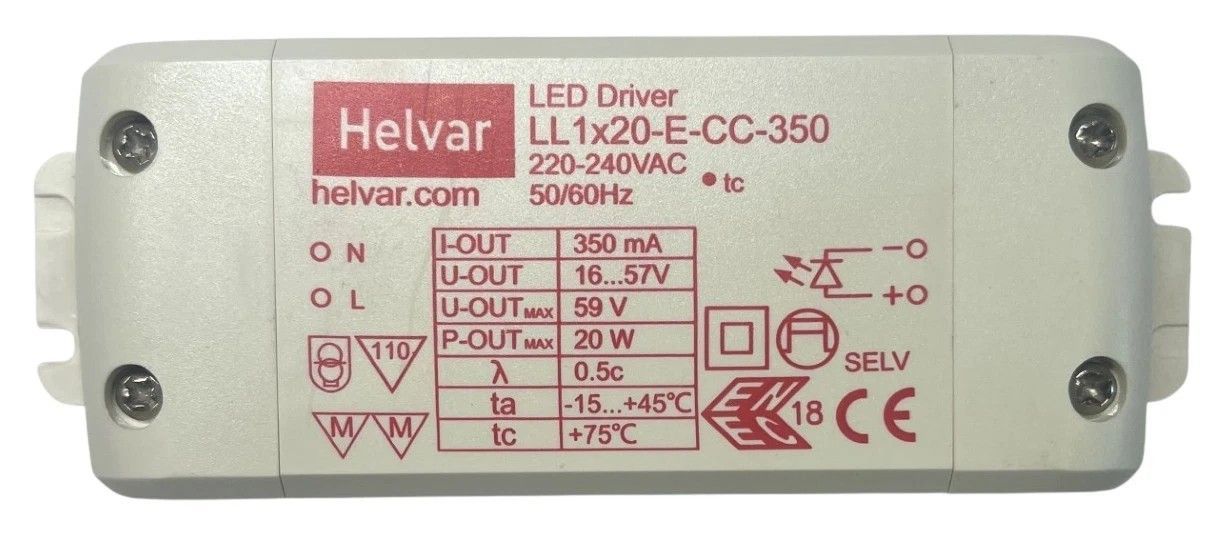 Helvar
helvar.com
LED Driver
LL1x20-E-CC-350
220-240VAC
50/60Hz
tc
N
L
I-OUT 350 mA
U-OUT 16...57V
U-OUTMAX 59 V
P-OUTMAX 20 W
λ 0.5c
ta -15...+45℃
tc +75℃
110
M M
- 
+
SELV
ENEC 18 CE